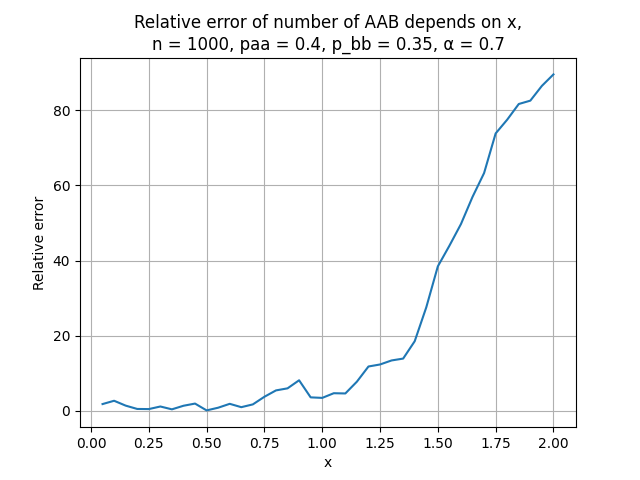 Relative error of number of AAB depends on x,
n = 1000, paa = 0.4, p_bb = 0.35, α = 0.7
Relative error
80
60
40
20
0
0.00 0.25 0.50 0.75 1.00 1.25 1.50 1.75 2.00
x